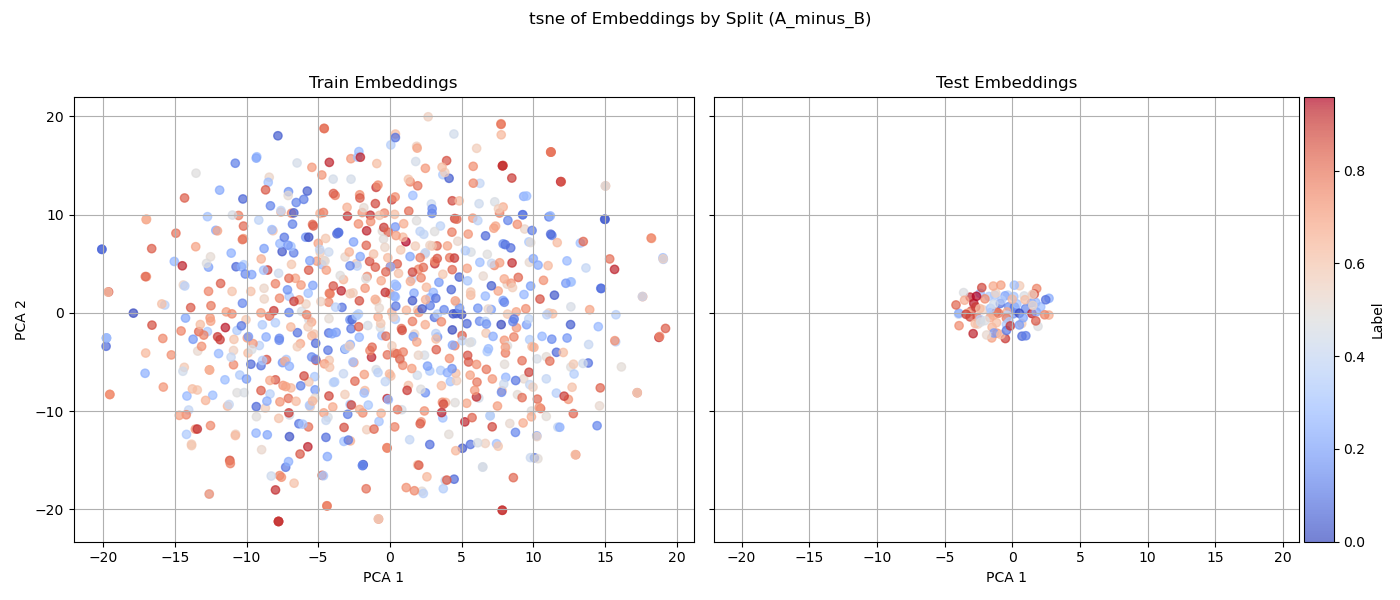 tsne of Embeddings by Split (A_minus_B)
Train Embeddings
Test Embeddings
20
10
0
−10
−20
PCA 2
−20 −15 −10 −5 0 5 10 15 20
PCA 1
−20 −15 −10 −5 0 5 10 15 20
PCA 1
0.8
0.6
0.4
0.2
0.0
Label